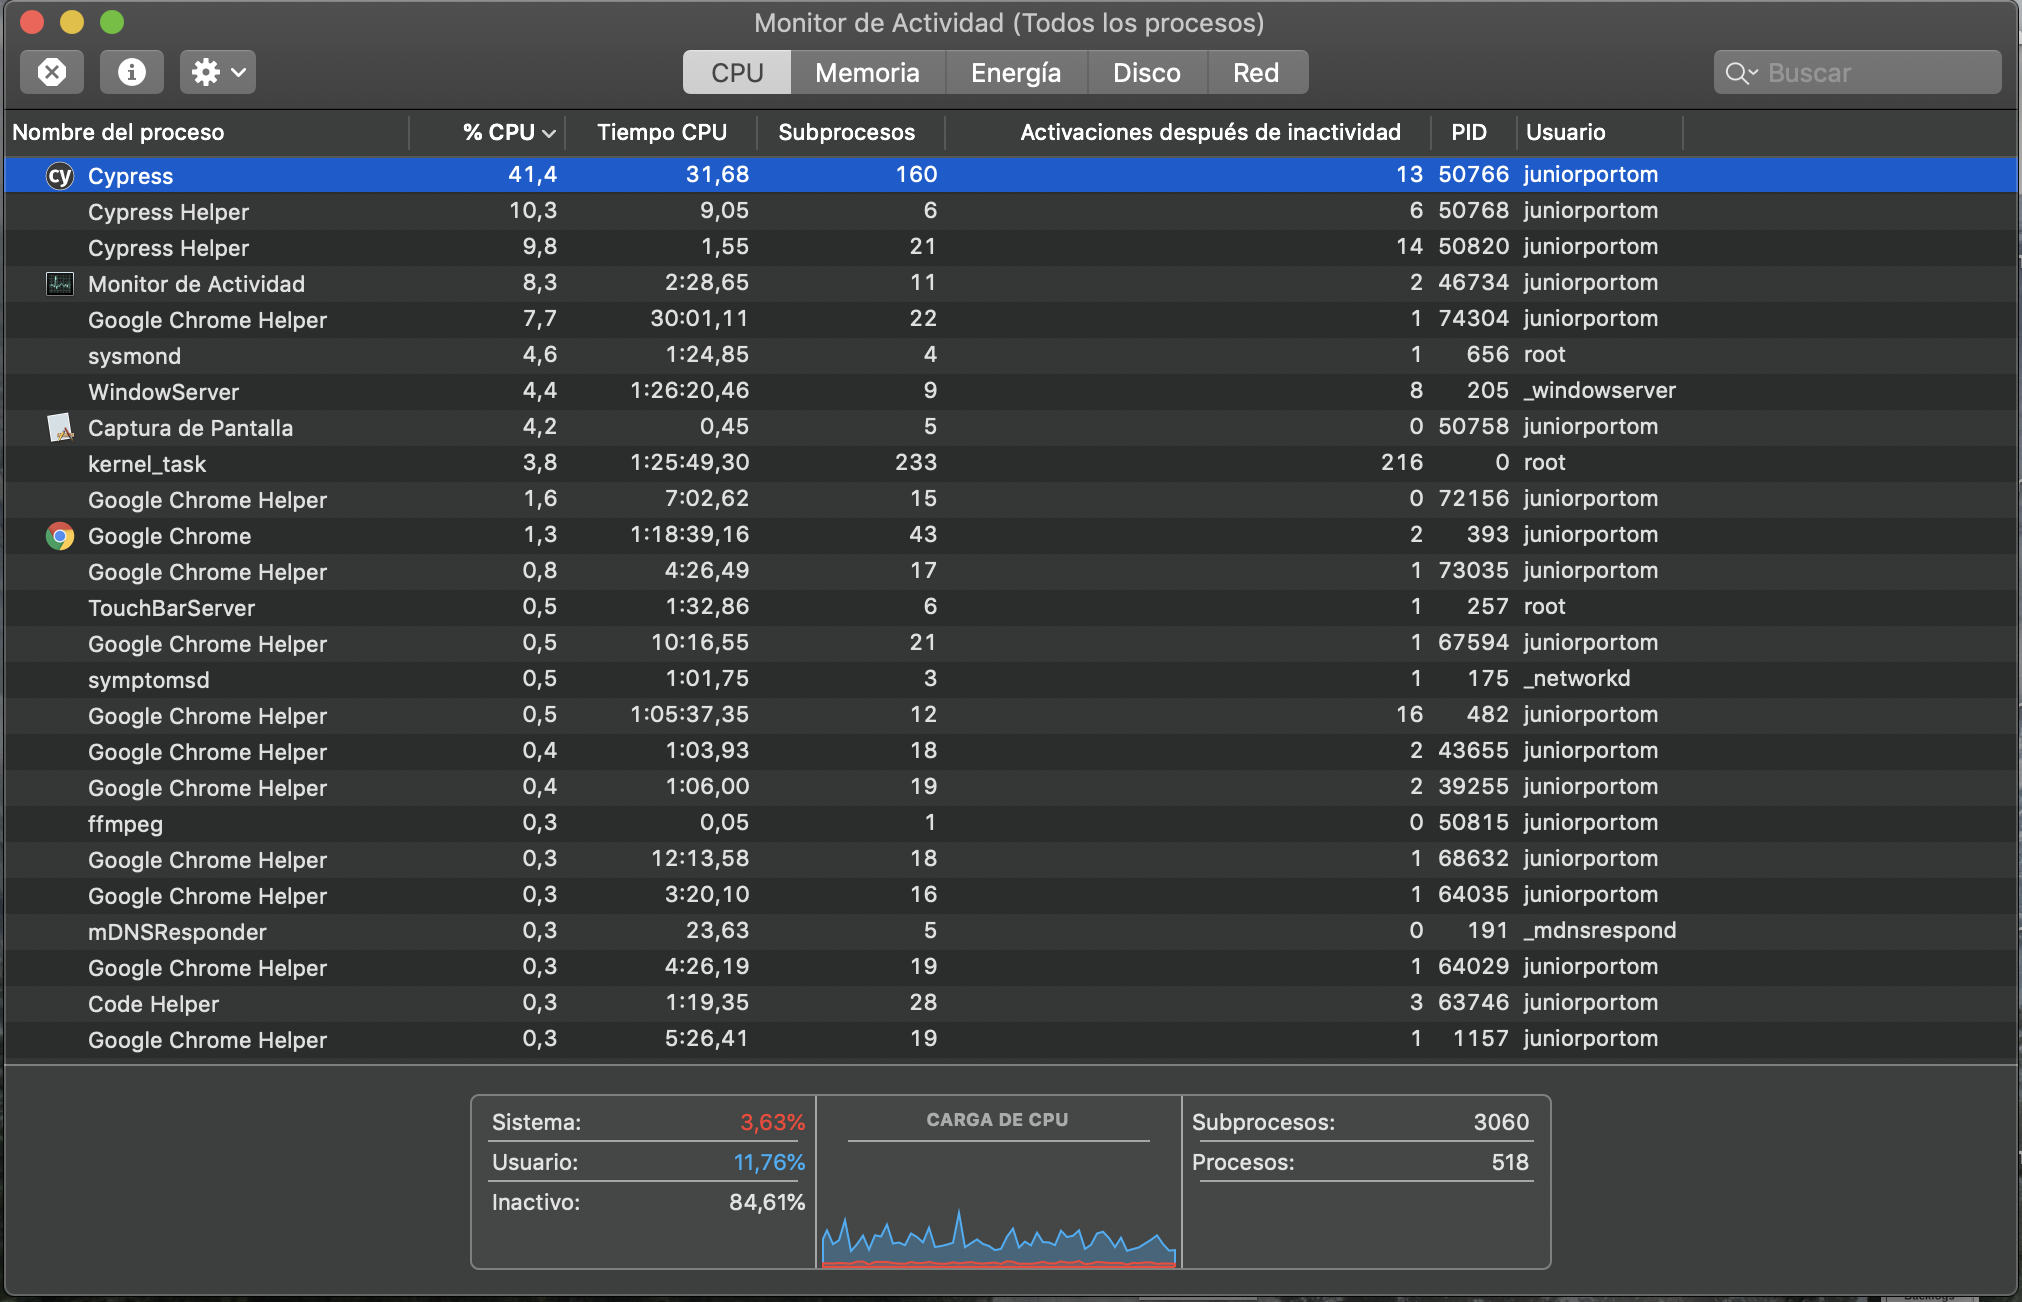 Monitor de Actividad (Todos los procesos)
CPU Memoria Energía Disco Red Buscar
Nombre del proceso % CPU Tiempo CPU Subprocesos Activaciones después de inactividad PID Usuario
cy Cypress 41,4 31,68 160 13 50766 juniorportom
Cypress Helper 10,3 9,05 6 6 50768 juniorportom
Cypress Helper 9,8 1,55 21 14 50820 juniorportom
Monitor de Actividad 8,3 2:28,65 11 2 46734 juniorportom
Google Chrome Helper 7,7 30:01,11 22 1 74304 juniorportom
sysmond 4,6 1:24,85 4 1 656 root
WindowServer 4,4 1:26:20,46 9 8 205 _windowserver
Captura de Pantalla 4,2 0,45 5 0 50758 juniorportom
kernel_task 3,8 1:25:49,30 233 216 0 root
Google Chrome Helper 1,6 7:02,62 15 0 72156 juniorportom
Google Chrome 1,3 1:18:39,16 43 2 393 juniorportom
Google Chrome Helper 0,8 4:26,49 17 1 73035 juniorportom
TouchBarServer 0,5 1:32,86 6 1 257 root
Google Chrome Helper 0,5 10:16,55 21 1 67594 juniorportom
symptomsd 0,5 1:01,75 3 1 175 _networkd
Google Chrome Helper 0,5 1:05:37,35 12 16 482 juniorportom
Google Chrome Helper 0,4 1:03,93 18 2 43655 juniorportom
Google Chrome Helper 0,4 1:06,00 19 2 39255 juniorportom
ffmpeg 0,3 0,05 1 0 50815 juniorportom
Google Chrome Helper 0,3 12:13,58 18 1 68632 juniorportom
Google Chrome Helper 0,3 3:20,10 16 1 64035 juniorportom
mDNSResponder 0,3 23,63 5 0 191 _mdnsrespond
Google Chrome Helper 0,3 4:26,19 19 1 64029 juniorportom
Code Helper 0,3 1:19,35 28 3 63746 juniorportom
Google Chrome Helper 0,3 5:26,41 19 1 1157 juniorportom
Sistema: 3,63% CARGA DE CPU Subprocesos: 3060
Usuario: 11,76% Procesos: 518
Inactivo: 84,61%